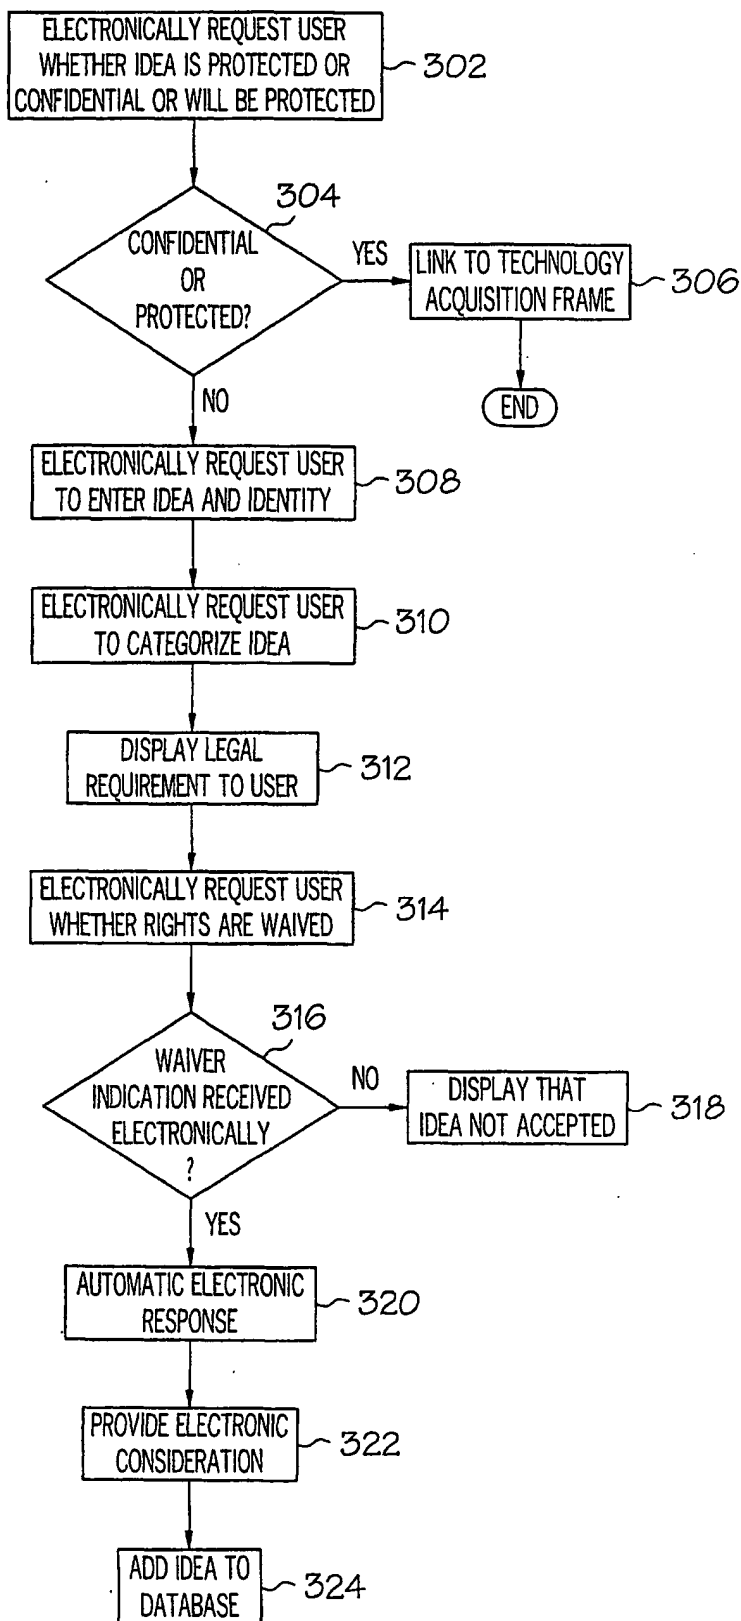 ELECTRONICALLY REQUEST USER
WHETHER IDEA IS PROTECTED OR
CONFIDENTIAL OR WILL BE PROTECTED
302
304
CONFIDENTIAL
OR
PROTECTED?
YES
LINK TO TECHNOLOGY
ACQUISITION FRAME
306
END
NO
ELECTRONICALLY REQUEST USER
TO ENTER IDEA AND IDENTITY
308
ELECTRONICALLY REQUEST USER
TO CATEGORIZE IDEA
310
DISPLAY LEGAL
REQUIREMENT TO USER
312
ELECTRONICALLY REQUEST USER
WHETHER RIGHTS ARE WAIVED
314
316
WAIVER
INDICATION RECEIVED
ELECTRONICALLY
?
NO
DISPLAY THAT
IDEA NOT ACCEPTED
318
YES
AUTOMATIC ELECTRONIC
RESPONSE
320
PROVIDE ELECTRONIC
CONSIDERATION
322
ADD IDEA TO
DATABASE
324